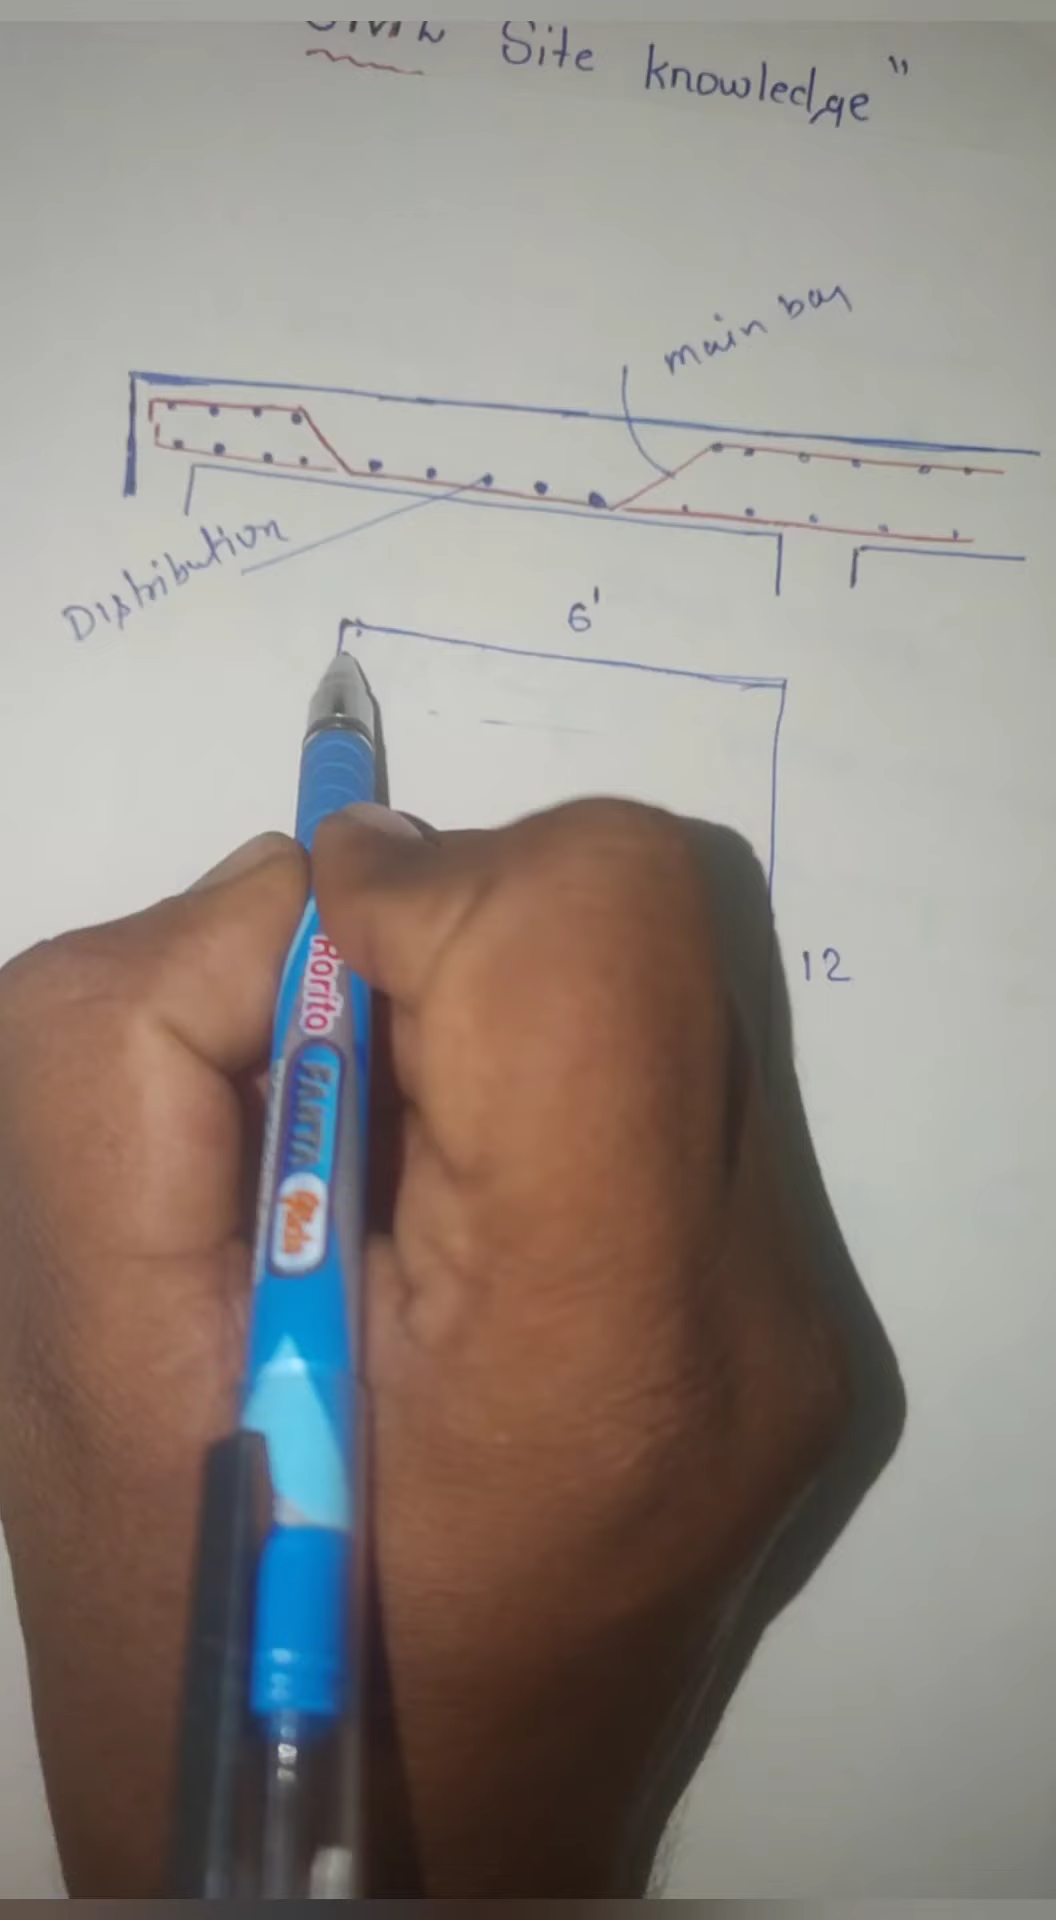 Site knowledge"
main bar
Distribution
6'
12
Rorito
FANTA